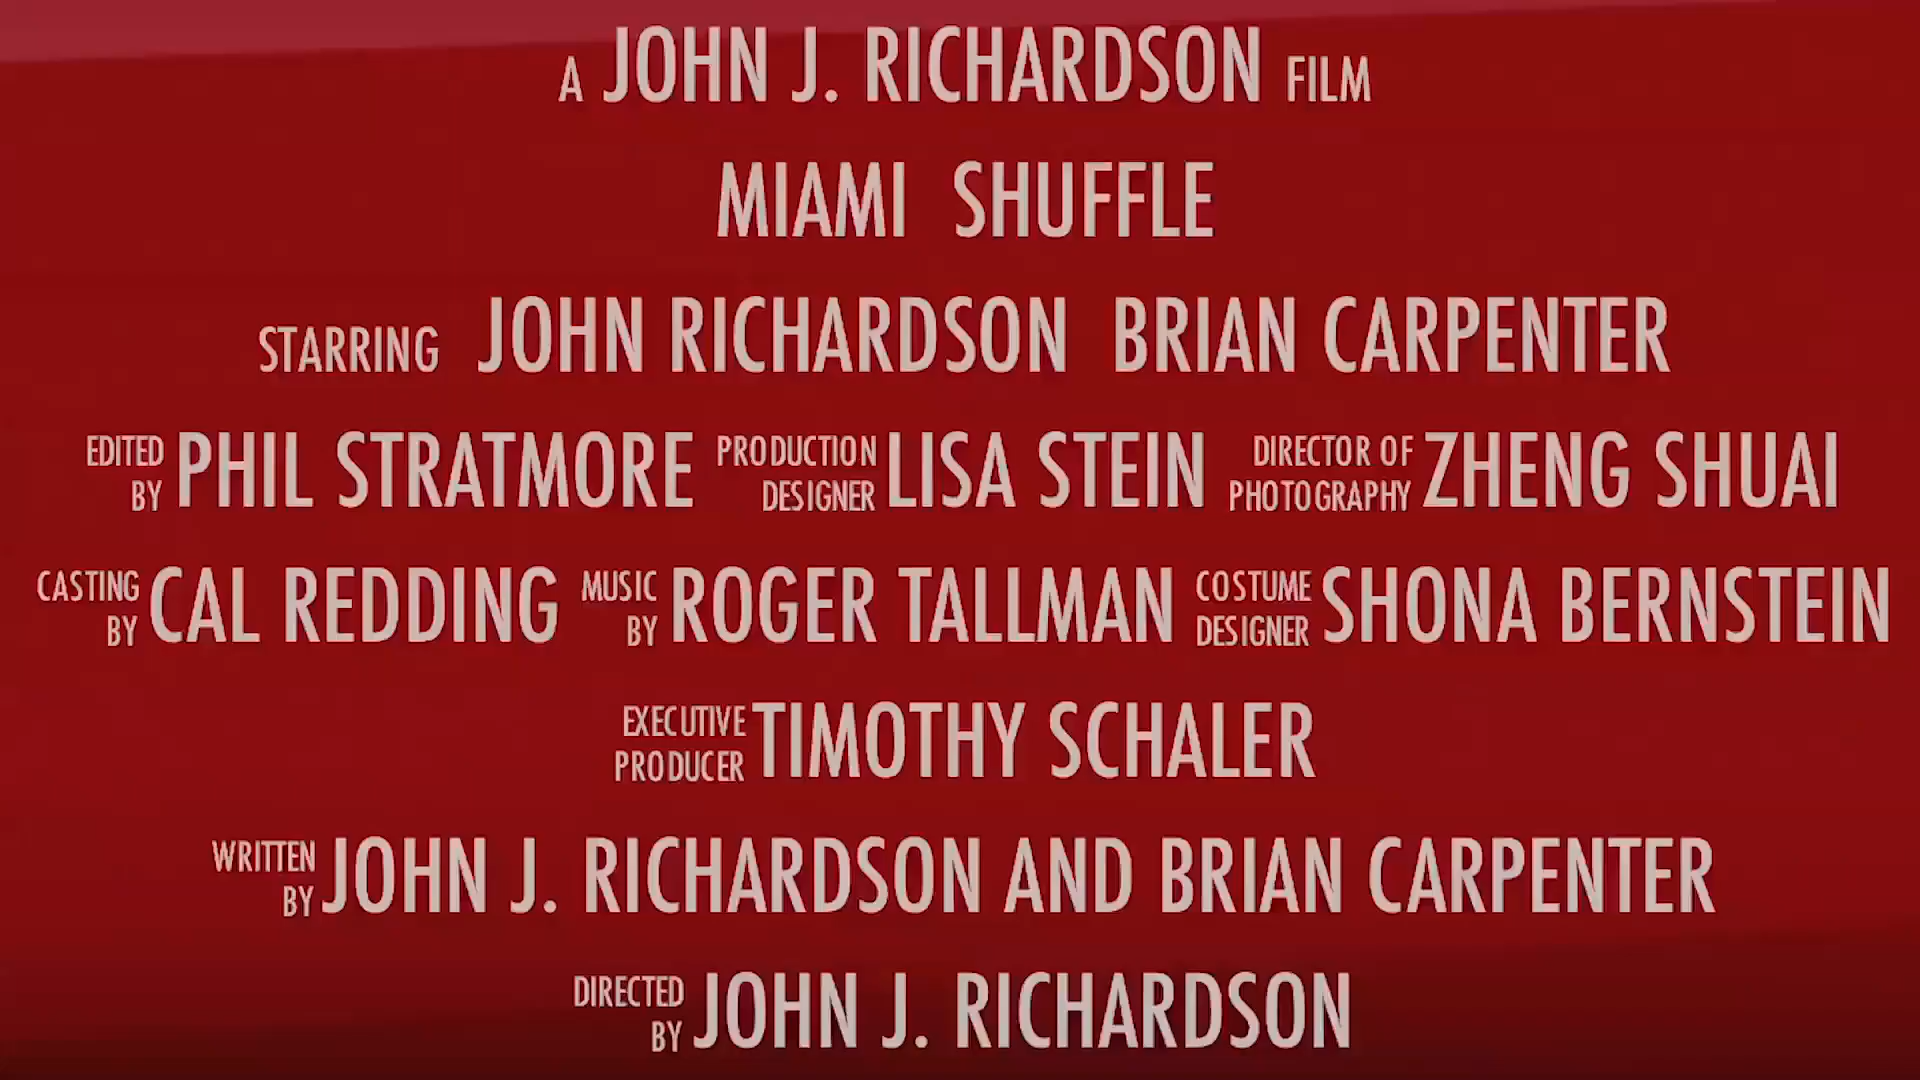 A JOHN J. RICHARDSON FILM
MIAMI SHUFFLE
STARRING JOHN RICHARDSON BRIAN CARPENTER
EDITED BY PHIL STRATMORE PRODUCTION DESIGNER LISA STEIN DIRECTOR OF PHOTOGRAPHY ZHENG SHUAI
CASTING BY CAL REDDING MUSIC BY ROGER TALLMAN COSTUME DESIGNER SHONA BERNSTEIN
EXECUTIVE PRODUCER TIMOTHY SCHALER
WRITTEN BY JOHN J. RICHARDSON AND BRIAN CARPENTER
DIRECTED BY JOHN J. RICHARDSON